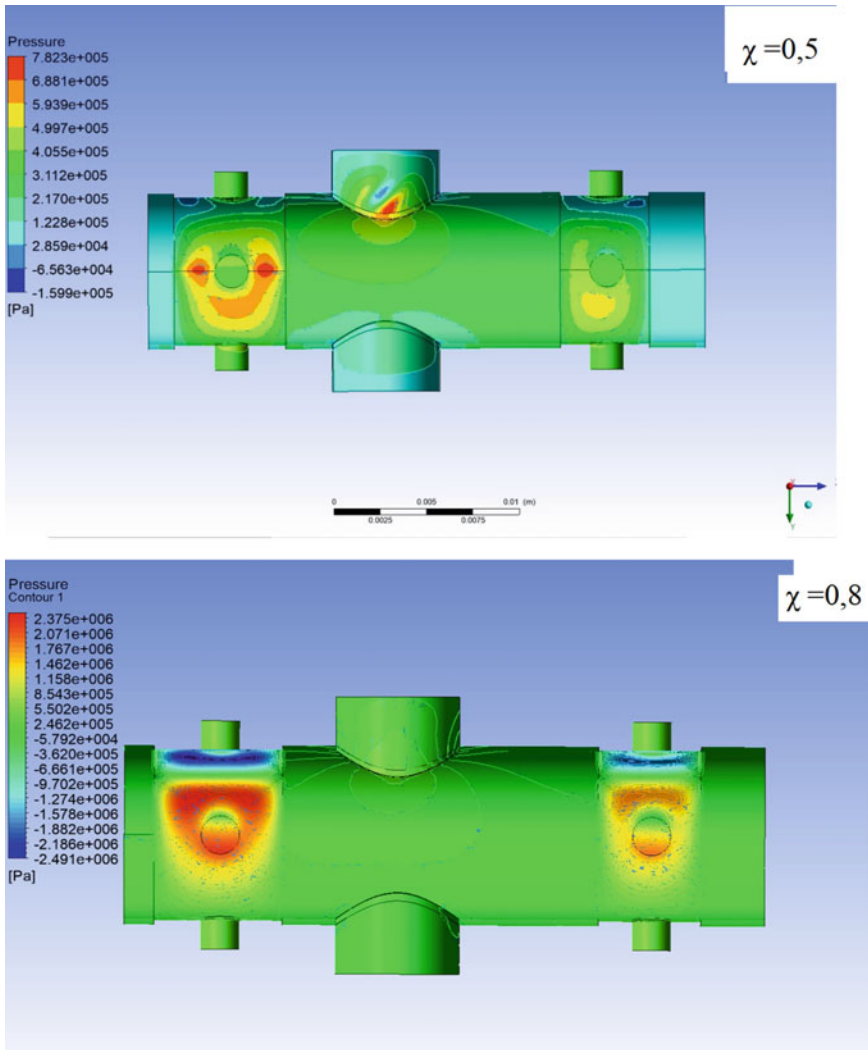 χ =0,5
Pressure
7.823e+005
6.881e+005
5.939e+005
4.997e+005
4.055e+005
3.112e+005
2.170e+005
1.228e+005
2.859e+004
-6.563e+004
-1.599e+005
[Pa]
0 0.005 0.01 (m)
0.0025 0.0075
Y
χ =0,8
Pressure
Contour 1
2.375e+006
2.071e+006
1.767e+006
1.462e+006
1.158e+006
8.543e+005
5.502e+005
2.462e+005
-5.792e+004
-3.620e+005
-6.661e+005
-9.702e+005
-1.274e+006
-1.578e+006
-1.882e+006
-2.186e+006
-2.491e+006
[Pa]